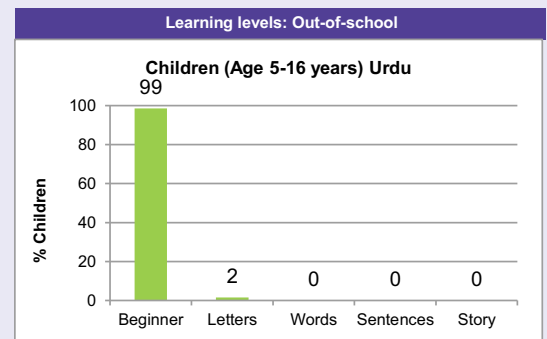 Learning levels: Out-of-school
Children (Age 5-16 years) Urdu
99
100
80
60
40
20
0
% Children
2
0
0
0
Beginner Letters Words Sentences Story